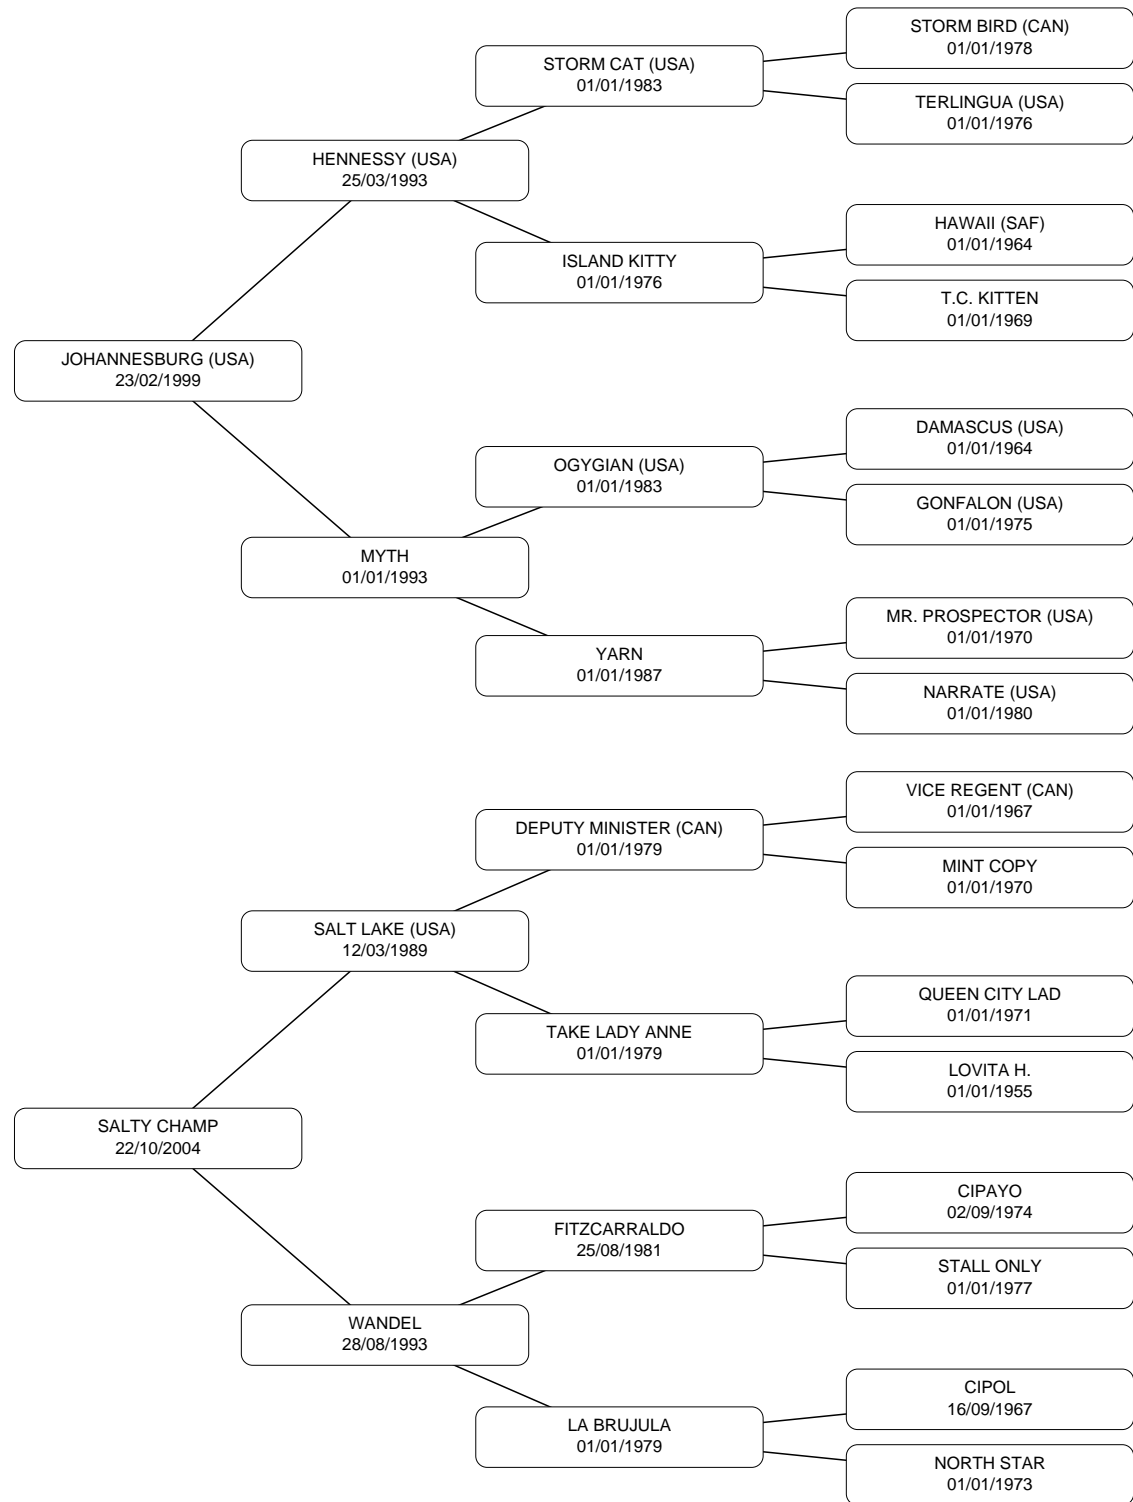 STORM BIRD (CAN)
01/01/1978
STORM CAT (USA)
01/01/1983
TERLINGUA (USA)
01/01/1976
HENNESSY (USA)
25/03/1993
HAWAII (SAF)
01/01/1964
ISLAND KITTY
01/01/1976
T.C. KITTEN
01/01/1969
JOHANNESBURG (USA)
23/02/1999
DAMASCUS (USA)
01/01/1964
OGYGIAN (USA)
01/01/1983
GONFALON (USA)
01/01/1975
MYTH
01/01/1993
MR. PROSPECTOR (USA)
01/01/1970
YARN
01/01/1987
NARRATE (USA)
01/01/1980
VICE REGENT (CAN)
01/01/1967
DEPUTY MINISTER (CAN)
01/01/1979
MINT COPY
01/01/1970
SALT LAKE (USA)
12/03/1989
QUEEN CITY LAD
01/01/1971
TAKE LADY ANNE
01/01/1979
LOVITA H.
01/01/1955
SALTY CHAMP
22/10/2004
CIPAYO
02/09/1974
FITZCARRALDO
25/08/1981
STALL ONLY
01/01/1977
WANDEL
28/08/1993
CIPOL
16/09/1967
LA BRUJULA
01/01/1979
NORTH STAR
01/01/1973